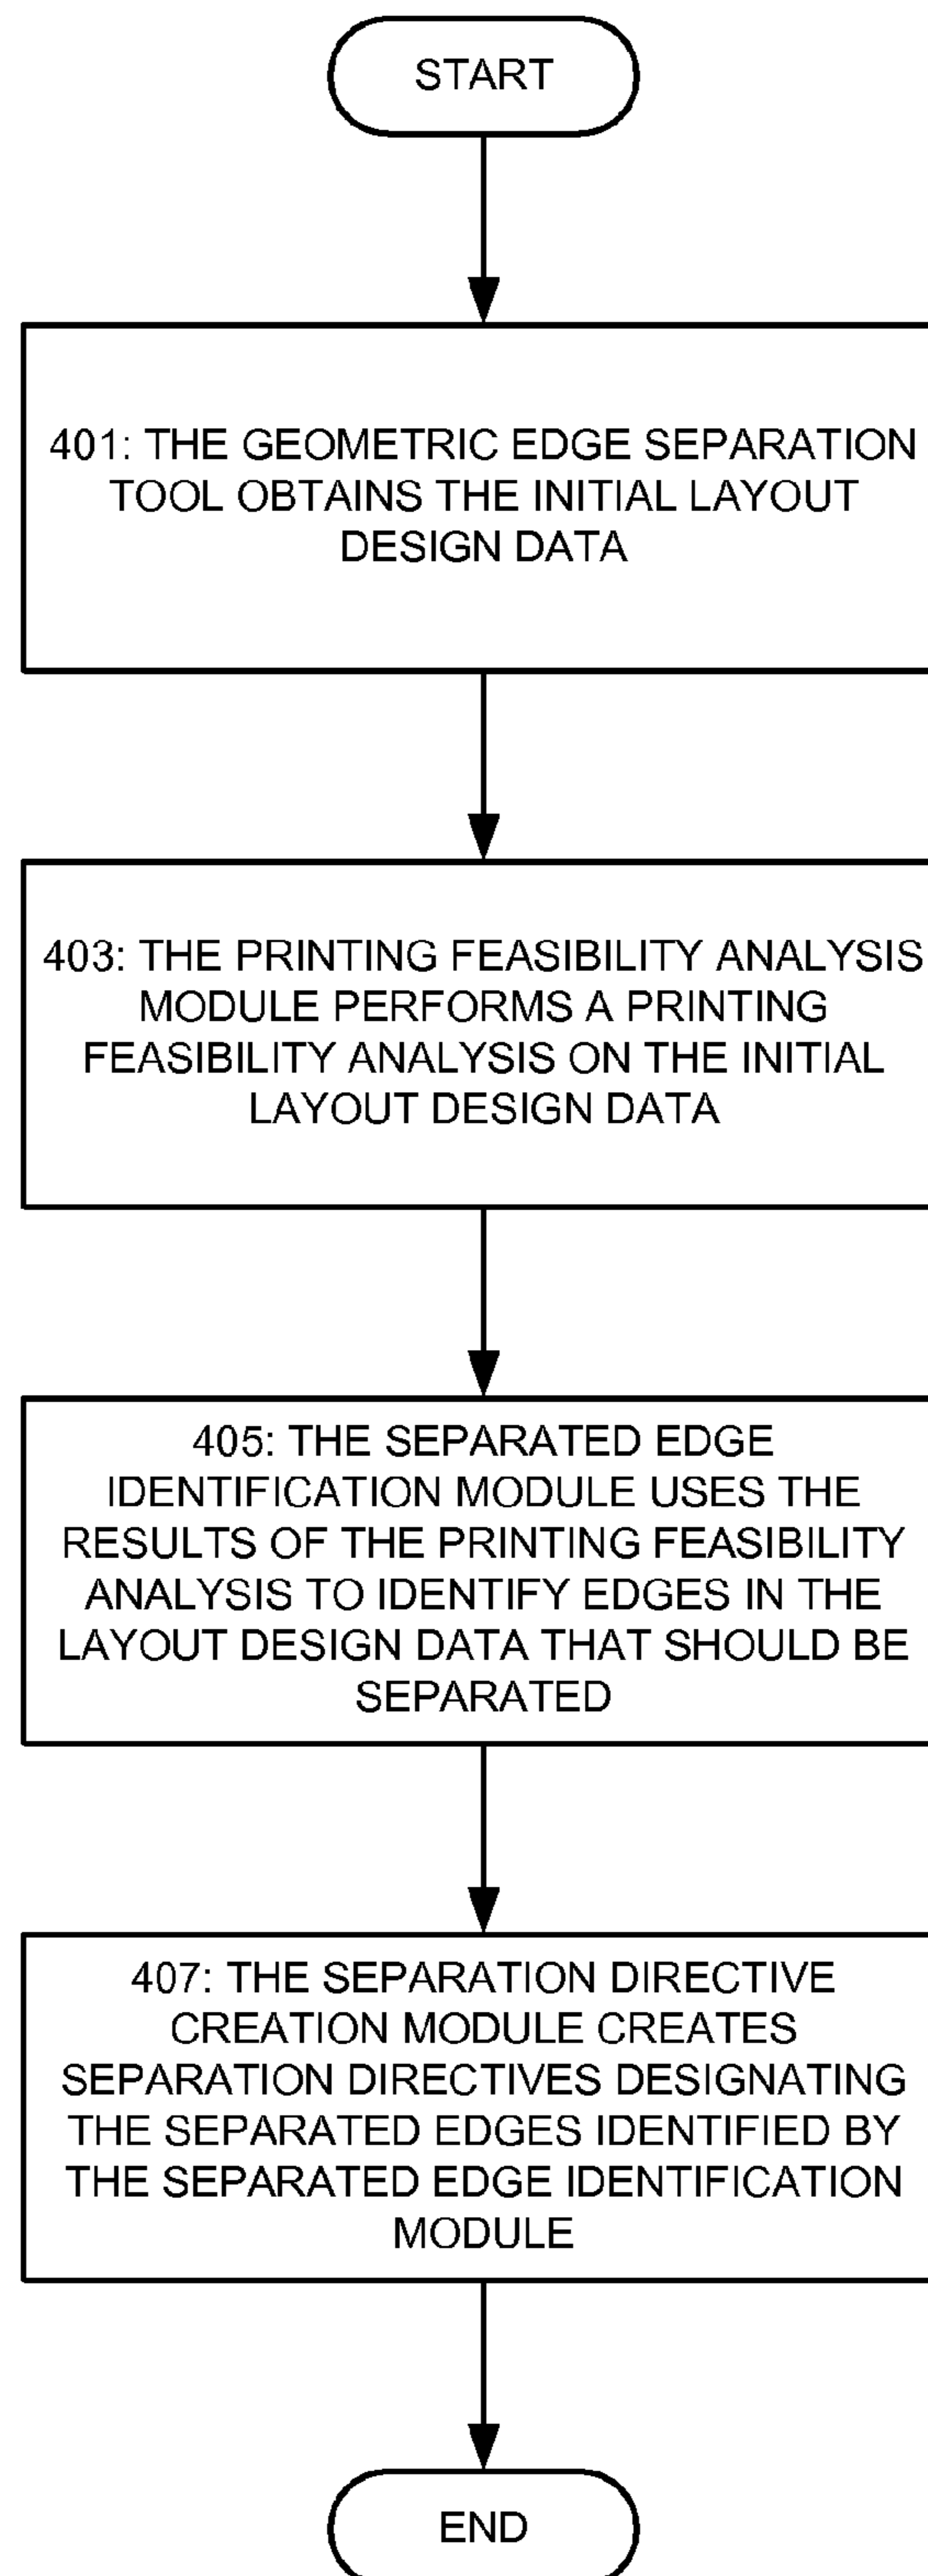 START
401: THE GEOMETRIC EDGE SEPARATION
TOOL OBTAINS THE INITIAL LAYOUT
DESIGN DATA
403: THE PRINTING FEASIBILITY ANALYSIS
MODULE PERFORMS A PRINTING
FEASIBILITY ANALYSIS ON THE INITIAL
LAYOUT DESIGN DATA
405: THE SEPARATED EDGE
IDENTIFICATION MODULE USES THE
RESULTS OF THE PRINTING FEASIBILITY
ANALYSIS TO IDENTIFY EDGES IN THE
LAYOUT DESIGN DATA THAT SHOULD BE
SEPARATED
407: THE SEPARATION DIRECTIVE
CREATION MODULE CREATES
SEPARATION DIRECTIVES DESIGNATING
THE SEPARATED EDGES IDENTIFIED BY
THE SEPARATED EDGE IDENTIFICATION
MODULE
END